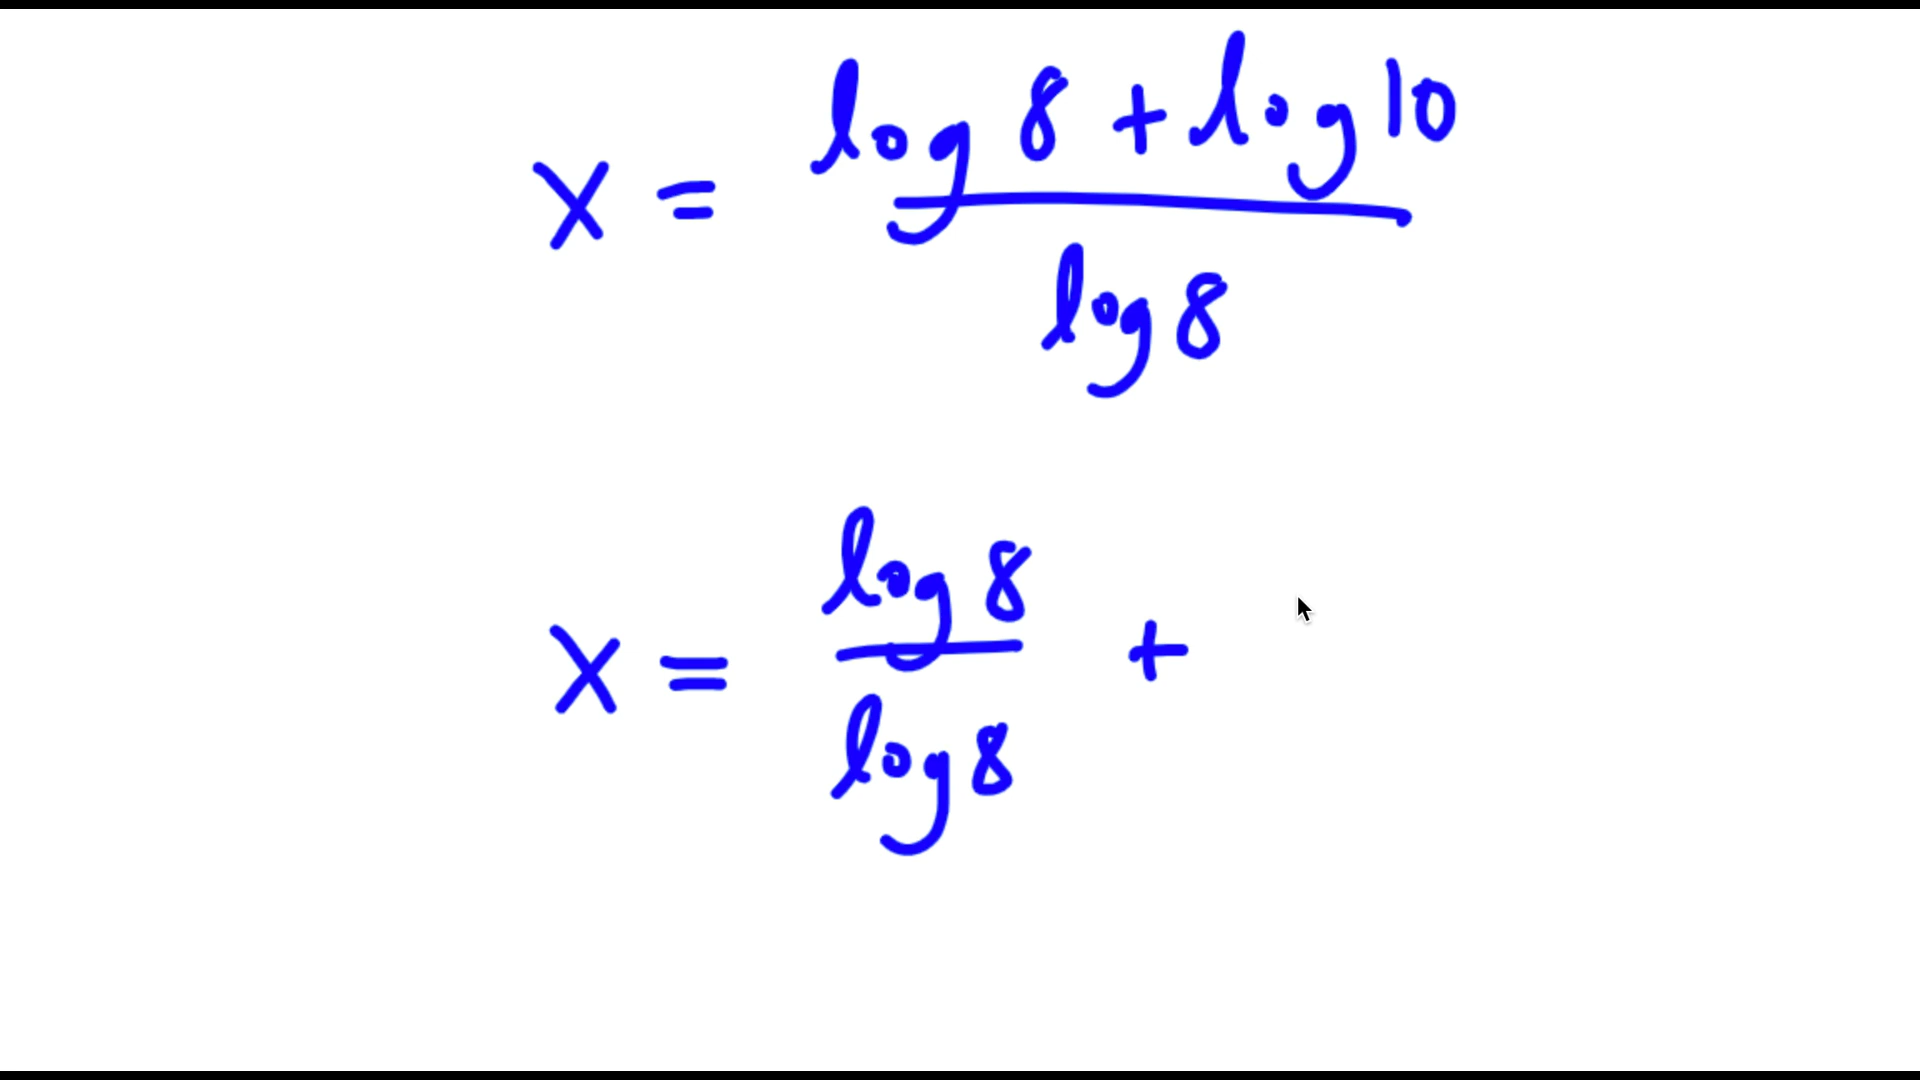 x = (log 8 + log 10) / log 8
x = log 8 / log 8 +